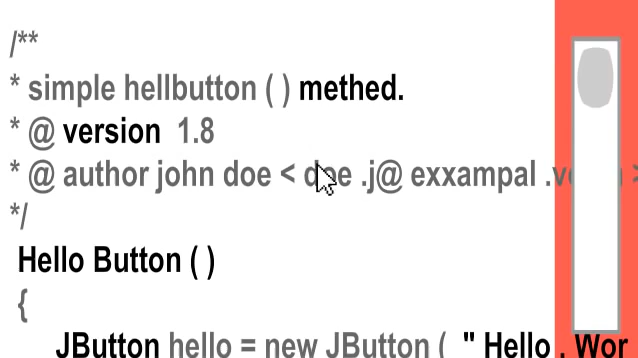 /**
* simple hellbutton ( ) methed.
* @ version 1.8
* @ author john doe < doe .j@ exxampal >
*/
Hello Button ( )
{
JButton hello = new JButton ( " Hello , Wor